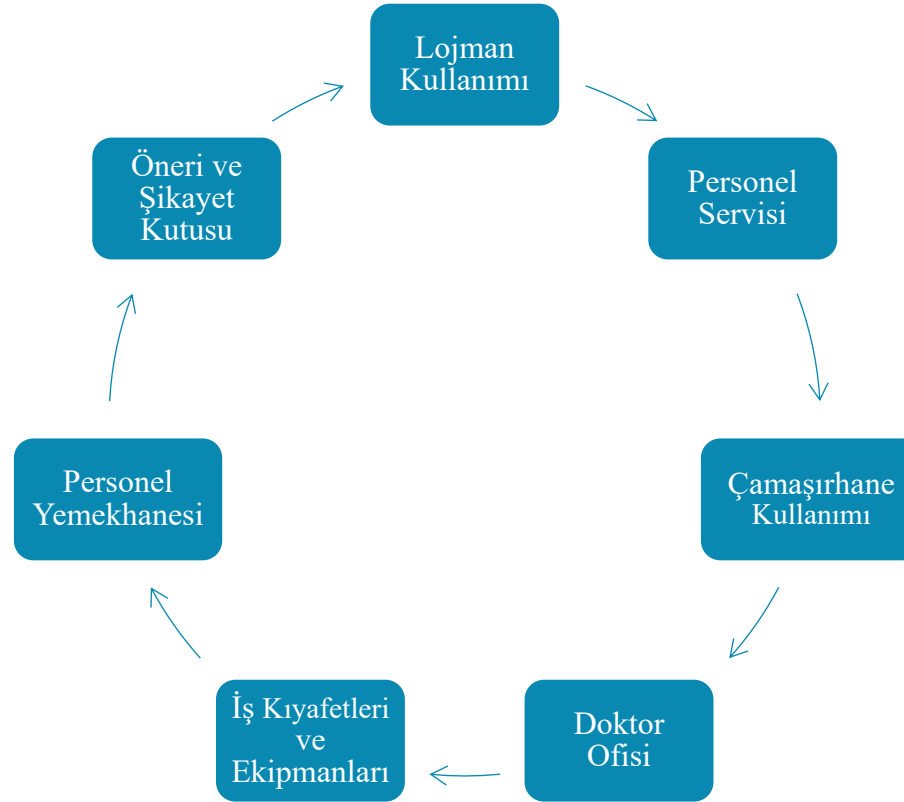 Lojman
Kullanımı
Personel
Servisi
Çamaşırhane
Kullanımı
Doktor
Ofisi
İş Kıyafetleri
ve
Ekipmanları
Personel
Yemekhanesi
Öneri ve
Şikayet
Kutusu